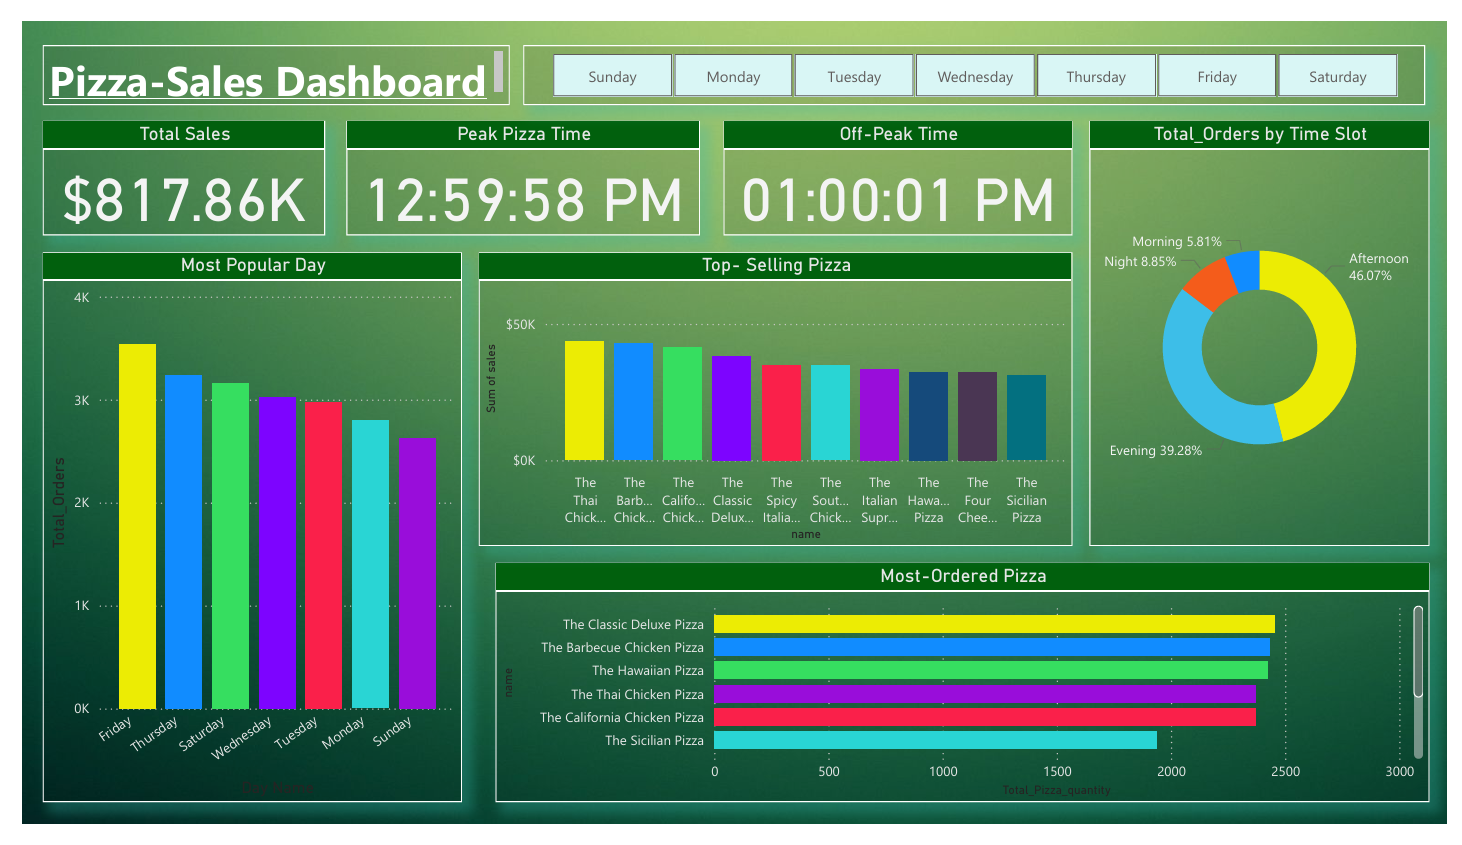 Pizza-Sales Dashboard
Sunday
Monday
Tuesday
Wednesday
Thursday
Friday
Saturday
Total Sales
$817.86K
Peak Pizza Time
12:59:58 PM
Off-Peak Time
01:00:01 PM
Total_Orders by Time Slot
Morning 5.81%
Night 8.85%
Afternoon
46.07%
Evening 39.28%
Most Popular Day
4K
3K
2K
1K
0K
Total_Orders
Friday
Thursday
Saturday
Wednesday
Tuesday
Monday
Sunday
Top- Selling Pizza
$50K
$0K
Sum of sales
The
Thai
Chick...
The
Barb...
Chick...
The
Califo...
Chick...
The
Classic
Delux...
The
Spicy
Italia...
The
Sout...
Chick...
The
Italian
Supr...
The
Hawa...
Pizza
The
Four
Chee...
The
Sicilian
Pizza
name
Most-Ordered Pizza
name
The Classic Deluxe Pizza
The Barbecue Chicken Pizza
The Hawaiian Pizza
The Thai Chicken Pizza
The California Chicken Pizza
The Sicilian Pizza
0
500
1000
1500
2000
2500
3000
Total_Pizza_quantity